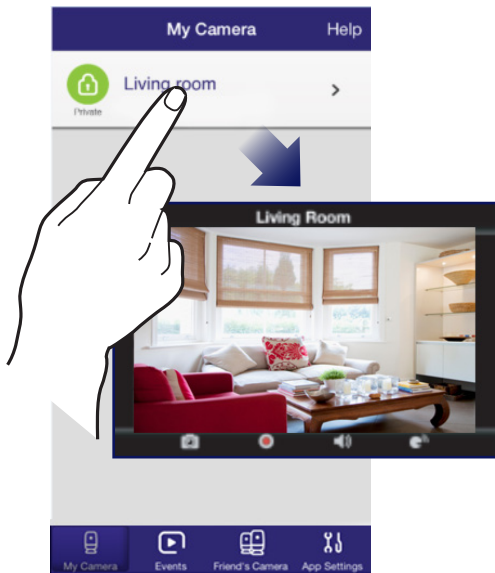 My Camera Help
Living room
Private
Living Room
My Camera Events Friend's Camera App Settings